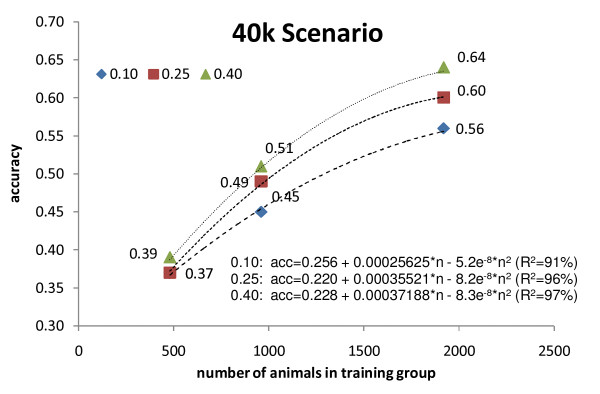 40k Scenario
0.70
0.65
0.60
0.55
0.50
0.45
0.40
0.35
0.30
accuracy
0.10 0.25 0.40
0.64
0.60
0.56
0.51
0.49
0.45
0.39
0.37
0.10: acc=0.256 + 0.00025625*n - 5.2e-8*n² (R²=91%)
0.25: acc=0.220 + 0.00035521*n - 8.2e-8*n² (R²=96%)
0.40: acc=0.228 + 0.00037188*n - 8.3e-8*n² (R²=97%)
0 500 1000 1500 2000 2500
number of animals in training group